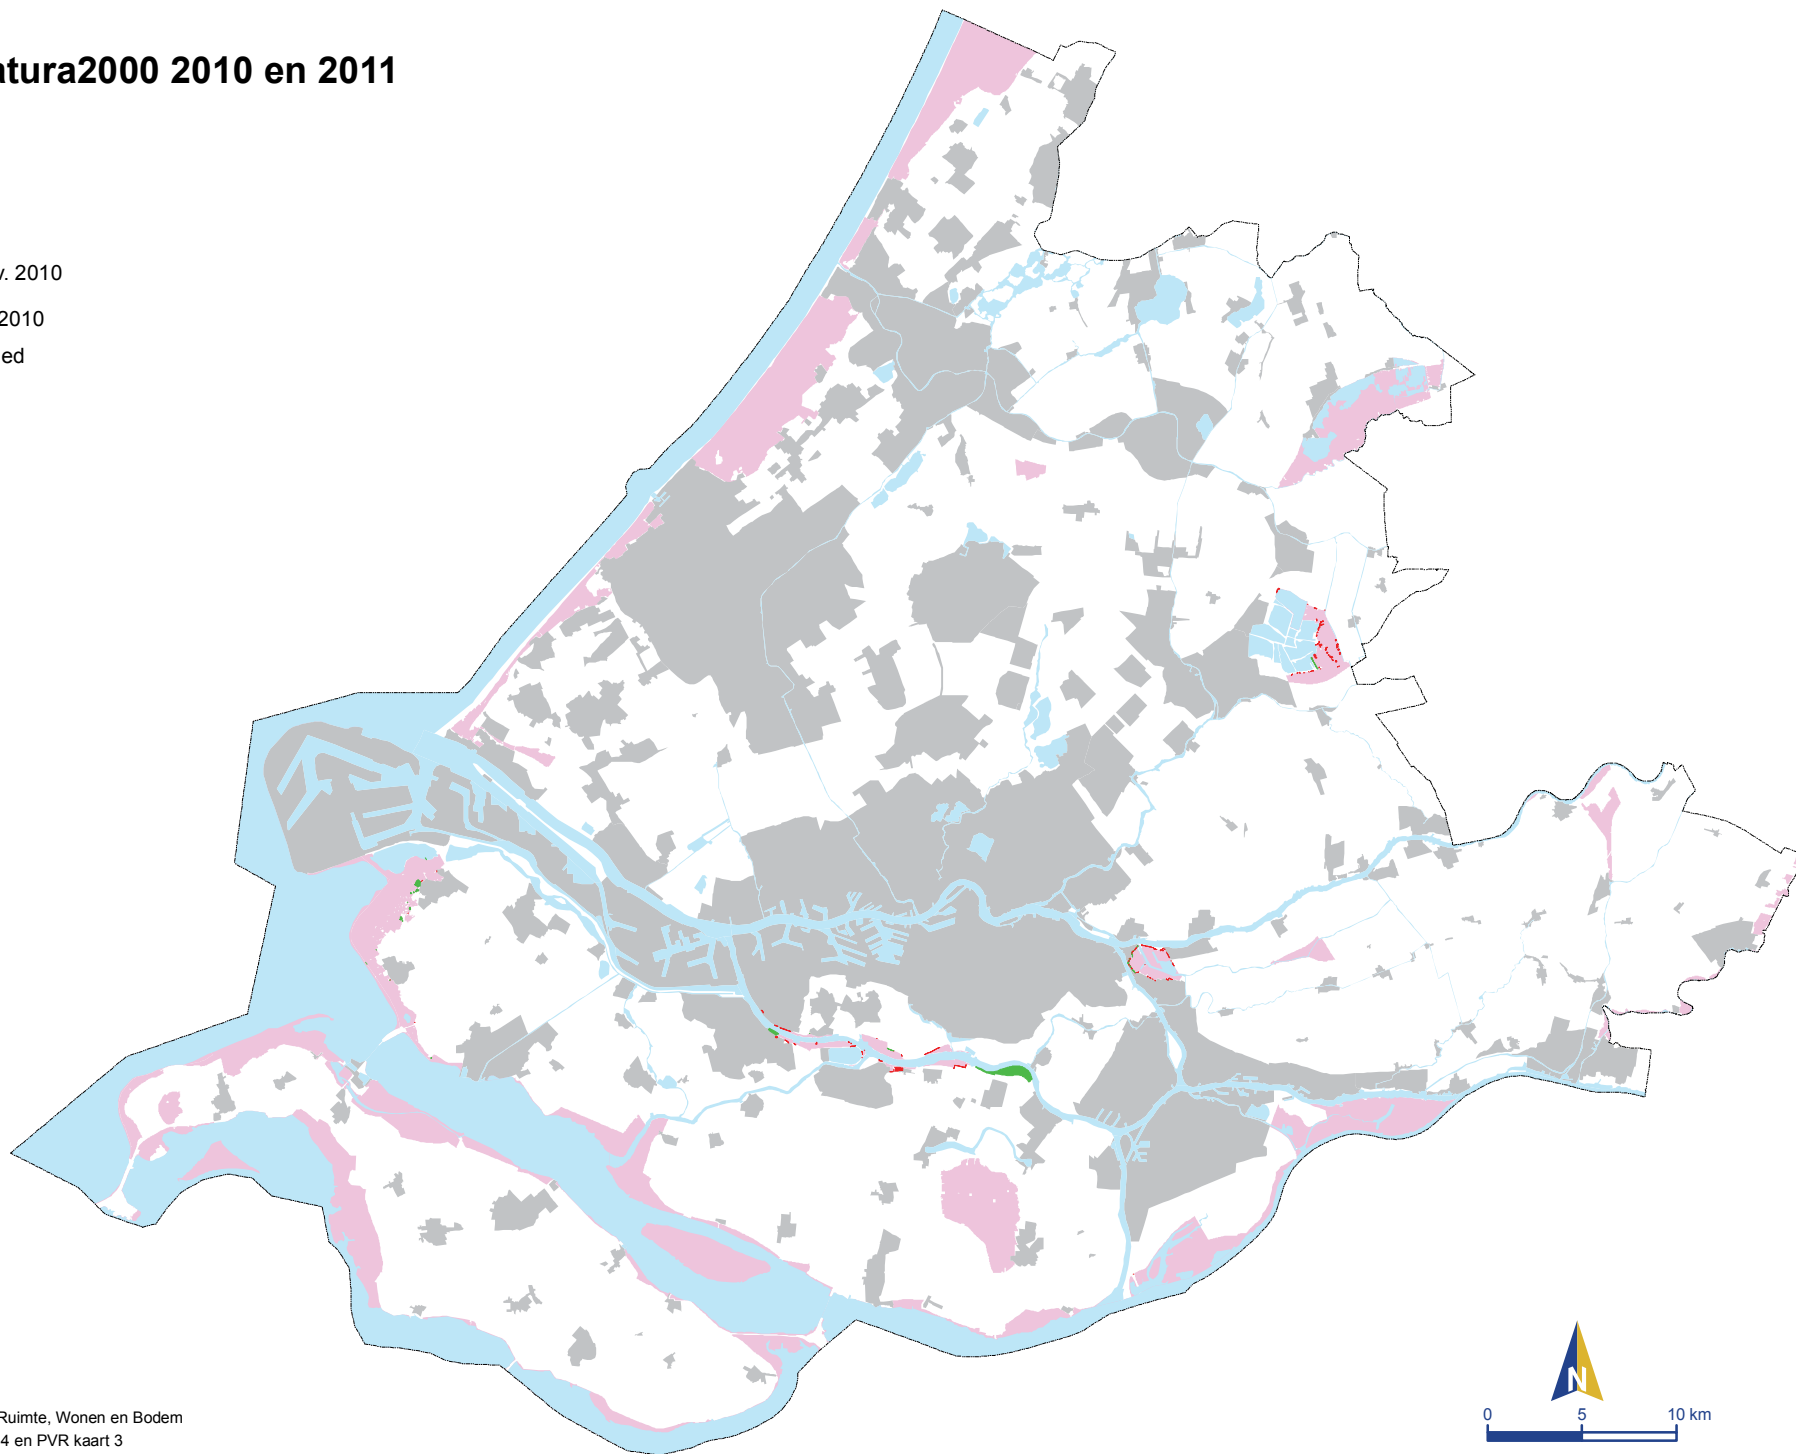 atura2000 2010 en 2011
v. 2010
2010
ed
Ruimte, Wonen en Bodem
4 en PVR kaart 3
N
0 5 10 km